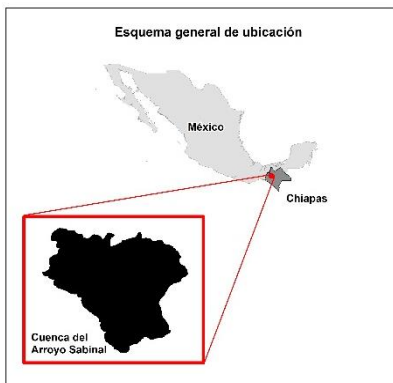 Esquema general de ubicación
México
Chiapas
Cuenca del
Arroyo Sabinal